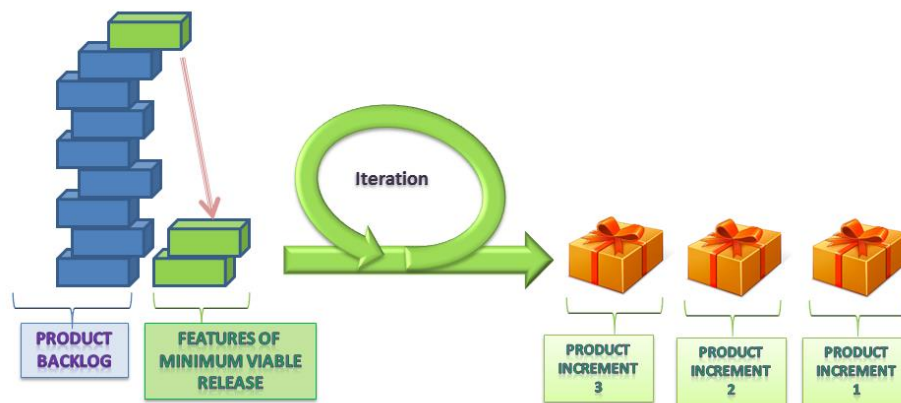 Iteration
PRODUCT
BACKLOG
FEATURES OF
MINIMUM VIABLE
RELEASE
PRODUCT
INCREMENT
3
PRODUCT
INCREMENT
2
PRODUCT
INCREMENT
1